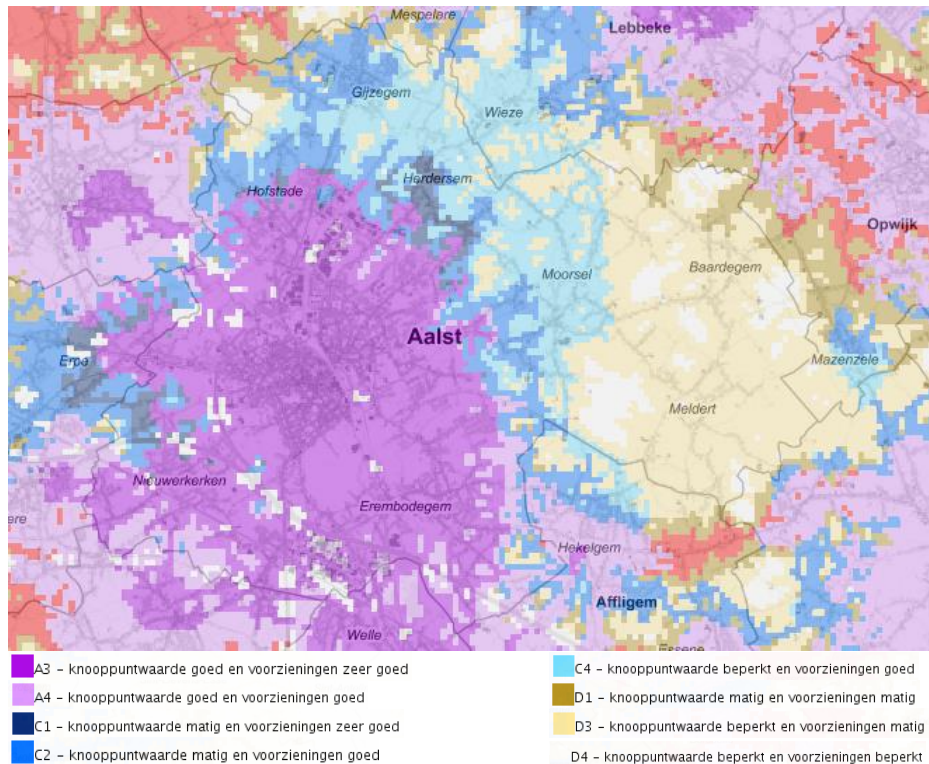 Mespelare
Lebbeke
Gijzegem
Wieze
Herdersem
Hofstade
Opwijk
Moorsel
Baardegem
Aalst
Erpe
Mazenzele
Meldert
Nieuwerkerken
Erembodegem
ere
Hekelgem
Affligem
Welle
Essene
A3 – knooppuntwaarde goed en voorzieningen zeer goed
A4 – knooppuntwaarde goed en voorzieningen goed
C1 – knooppuntwaarde matig en voorzieningen zeer goed
C2 – knooppuntwaarde matig en voorzieningen goed
C4 – knooppuntwaarde beperkt en voorzieningen goed
D1 – knooppuntwaarde matig en voorzieningen matig
D3 – knooppuntwaarde beperkt en voorzieningen matig
D4 – knooppuntwaarde beperkt en voorzieningen beperkt